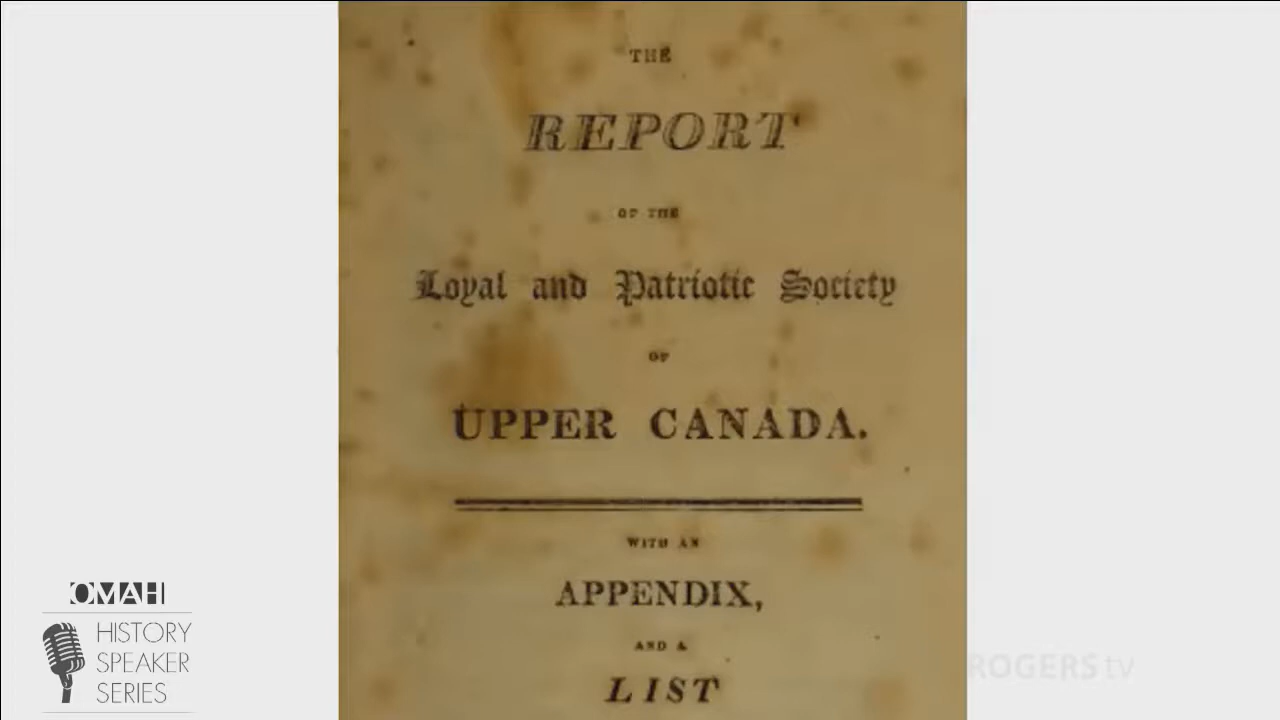 THE
REPORT
OF THE
Loyal and Patriotic Society
OF
UPPER CANADA.
WITH AN
APPENDIX,
AND A
LIST
OMAH
HISTORY
SPEAKER
SERIES
ROGERS tv